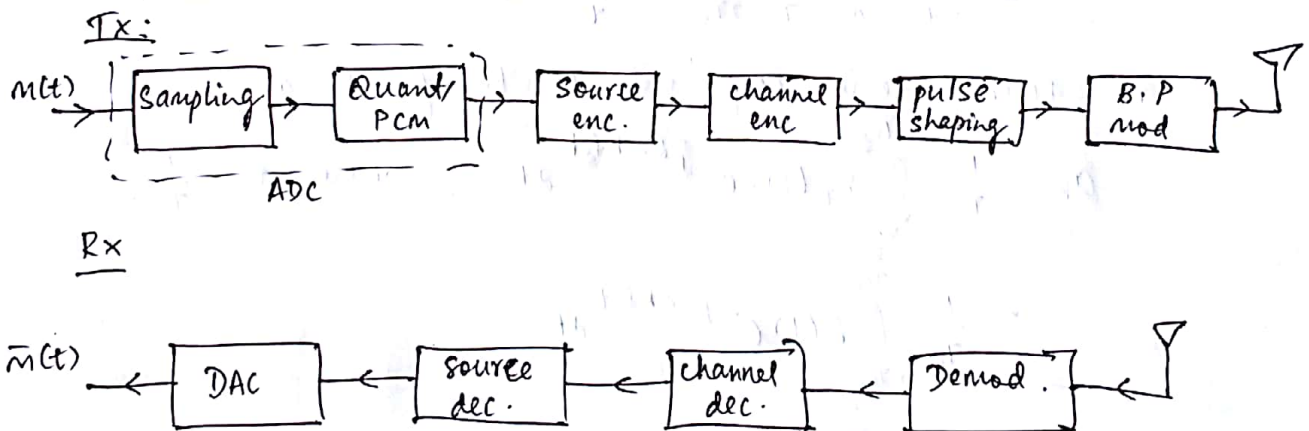 Tx:
m(t)
Sampling
Quant/
PCM
Source
enc.
channel
enc
pulse
shaping
B.P
mod
ADC
Rx
m̄(t)
DAC
source
dec.
channel
dec.
Demod.